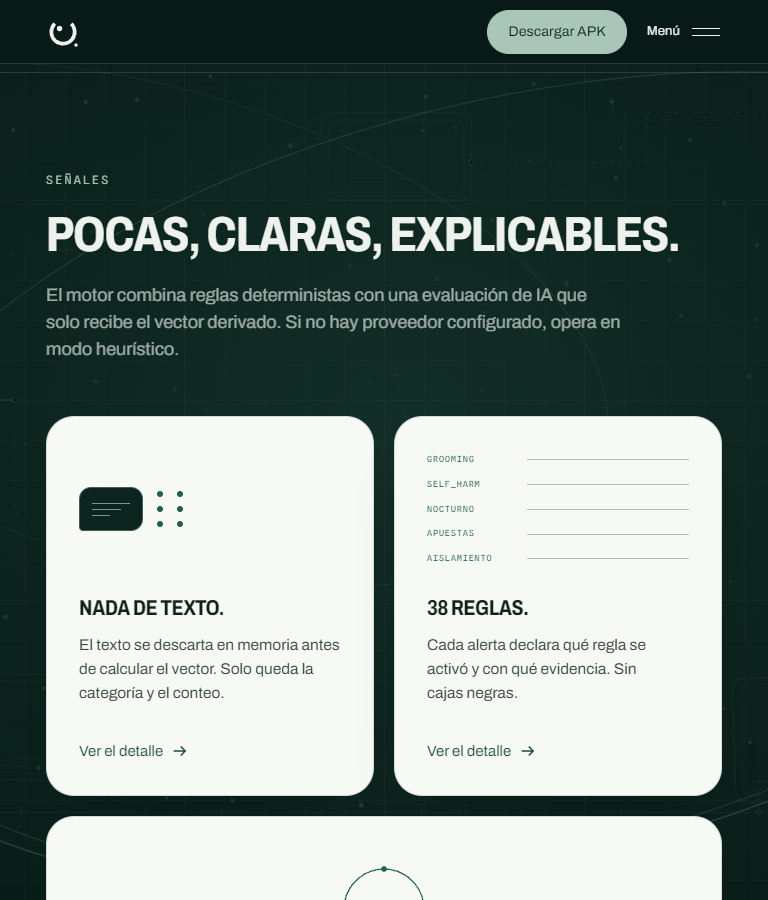 Descargar APK
Menú
SEÑALES
POCAS, CLARAS, EXPLICABLES.
El motor combina reglas deterministas con una evaluación de IA que
solo recibe el vector derivado. Si no hay proveedor configurado, opera en
modo heurístico.
NADA DE TEXTO.
El texto se descarta en memoria antes
de calcular el vector. Solo queda la
categoría y el conteo.
Ver el detalle
GROOMING
SELF_HARM
NOCTURNO
APUESTAS
AISLAMIENTO
38 REGLAS.
Cada alerta declara qué regla se
activó y con qué evidencia. Sin
cajas negras.
Ver el detalle